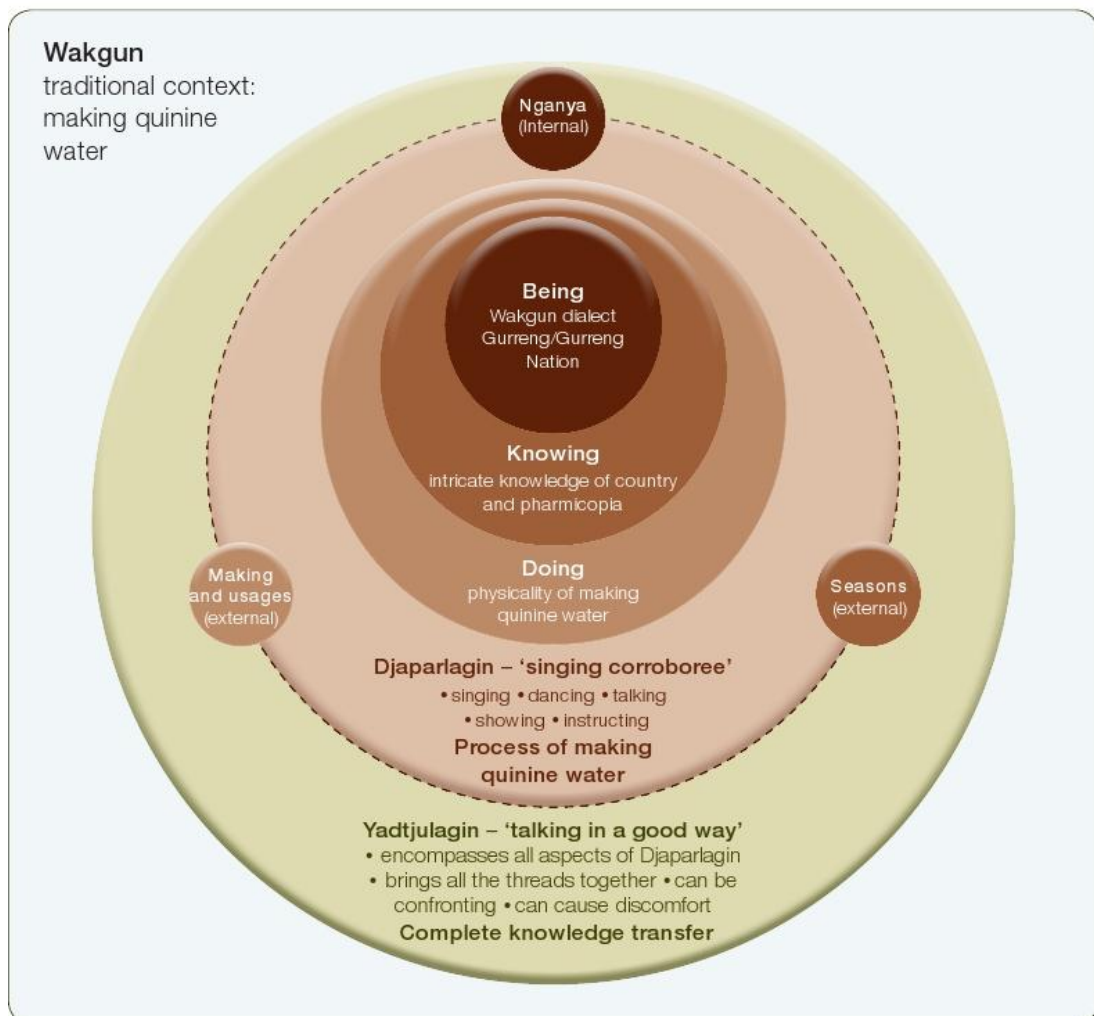 Wakgun
traditional context:
making quinine
water
Nganya
(Internal)
Being
Wakgun dialect
Gurreng/Gurreng
Nation
Knowing
intricate knowledge of country
and pharmicopia
Doing
physicality of making
quinine water
Making
and usages
(external)
Seasons
(external)
Djaparlagin – ‘singing corroboree’
• singing • dancing • talking
• showing • instructing
Process of making
quinine water
Yadtjulagin – ‘talking in a good way’
• encompasses all aspects of Djaparlagin
• brings all the threads together • can be
confronting • can cause discomfort
Complete knowledge transfer